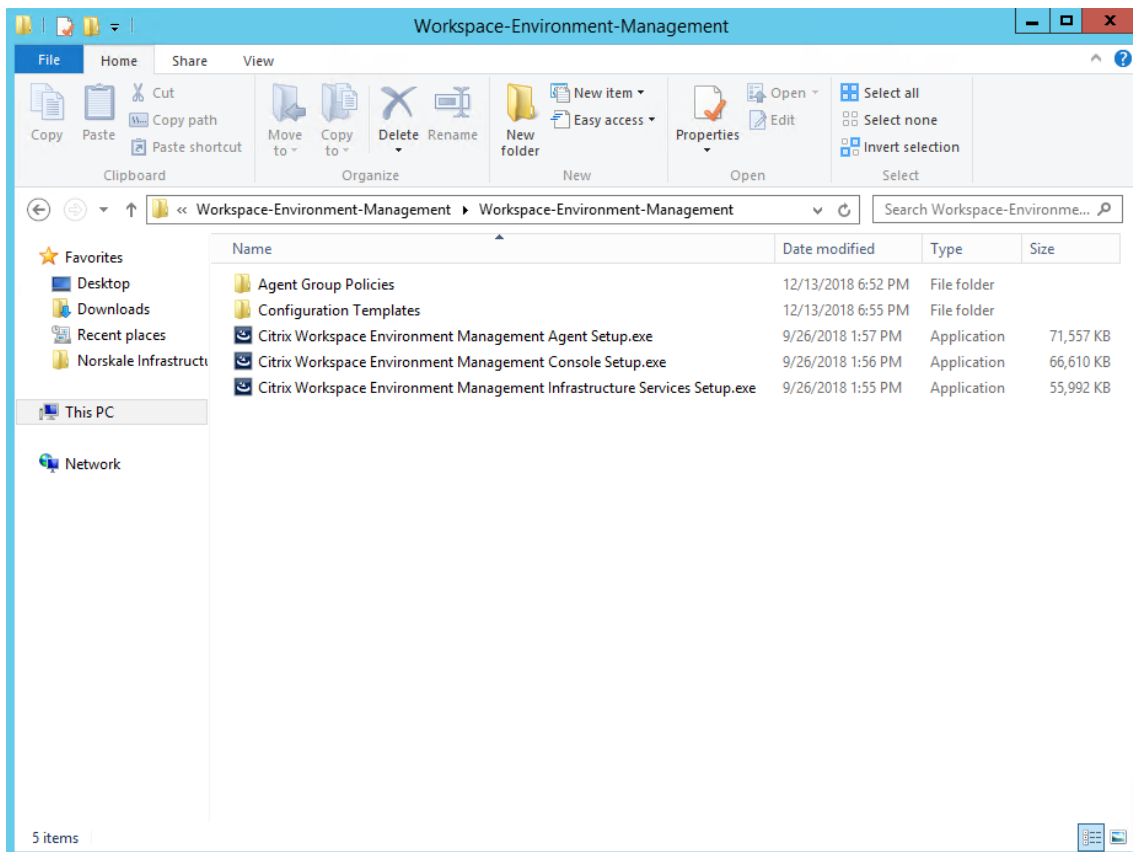 Workspace-Environment-Management
File Home Share View
Copy Paste Cut
Copy path
Paste shortcut
Clipboard
Move to Copy to Delete Rename
Organize
New folder New item
Easy access
New
Properties Open
Edit
Open
Select all
Select none
Invert selection
Select
« Workspace-Environment-Management Workspace-Environment-Management
Search Workspace-Environme...
Favorites
Desktop
Downloads
Recent places
Norskale Infrastructu
This PC
Network
Name Date modified Type Size
Agent Group Policies 12/13/2018 6:52 PM File folder
Configuration Templates 12/13/2018 6:55 PM File folder
Citrix Workspace Environment Management Agent Setup.exe 9/26/2018 1:57 PM Application 71,557 KB
Citrix Workspace Environment Management Console Setup.exe 9/26/2018 1:56 PM Application 66,610 KB
Citrix Workspace Environment Management Infrastructure Services Setup.exe 9/26/2018 1:55 PM Application 55,992 KB
5 items